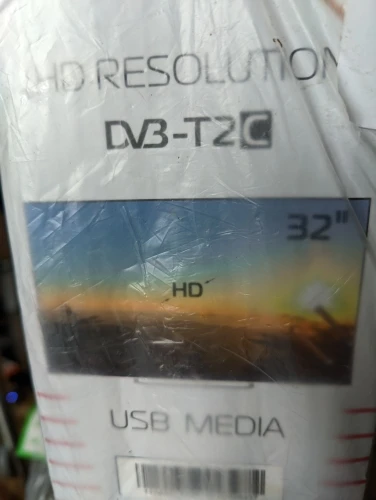 HD RESOLUTION
DVB-T2C
32"
HD
USB MEDIA